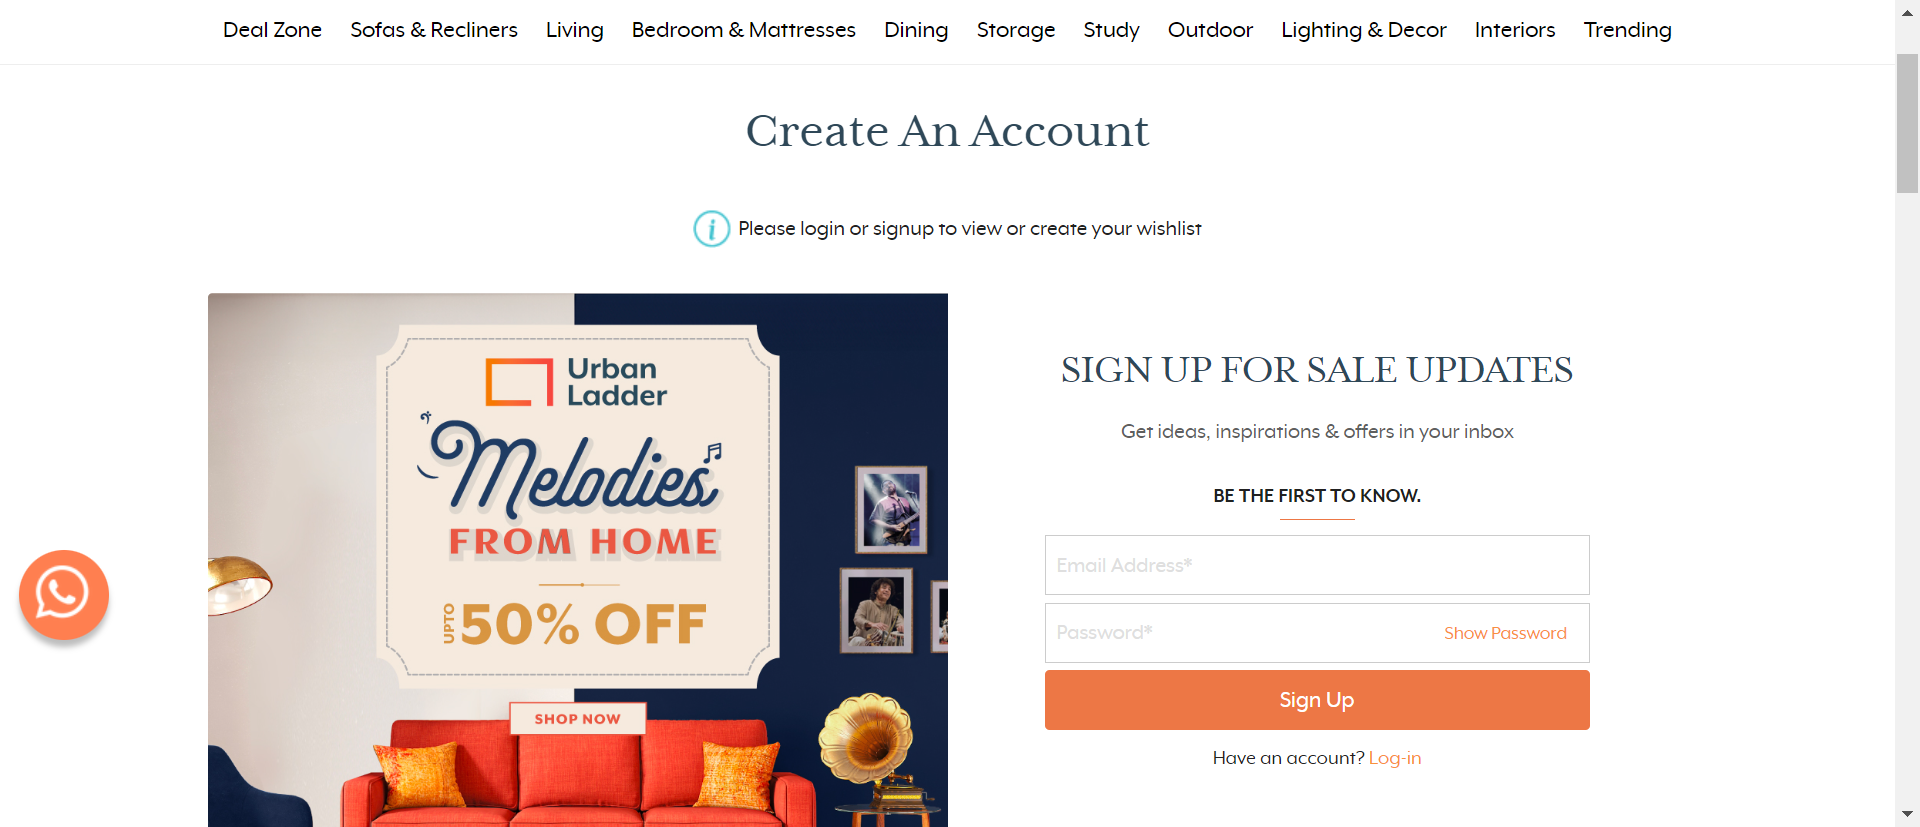 Deal Zone Sofas & Recliners Living Bedroom & Mattresses Dining Storage Study Outdoor Lighting & Decor Interiors Trending
Create An Account
i Please login or signup to view or create your wishlist
Urban
Ladder
Melodies
FROM HOME
UPTO 50% OFF
SHOP NOW
SIGN UP FOR SALE UPDATES
Get ideas, inspirations & offers in your inbox
BE THE FIRST TO KNOW.
Email Address*
Password* Show Password
Sign Up
Have an account? Log-in